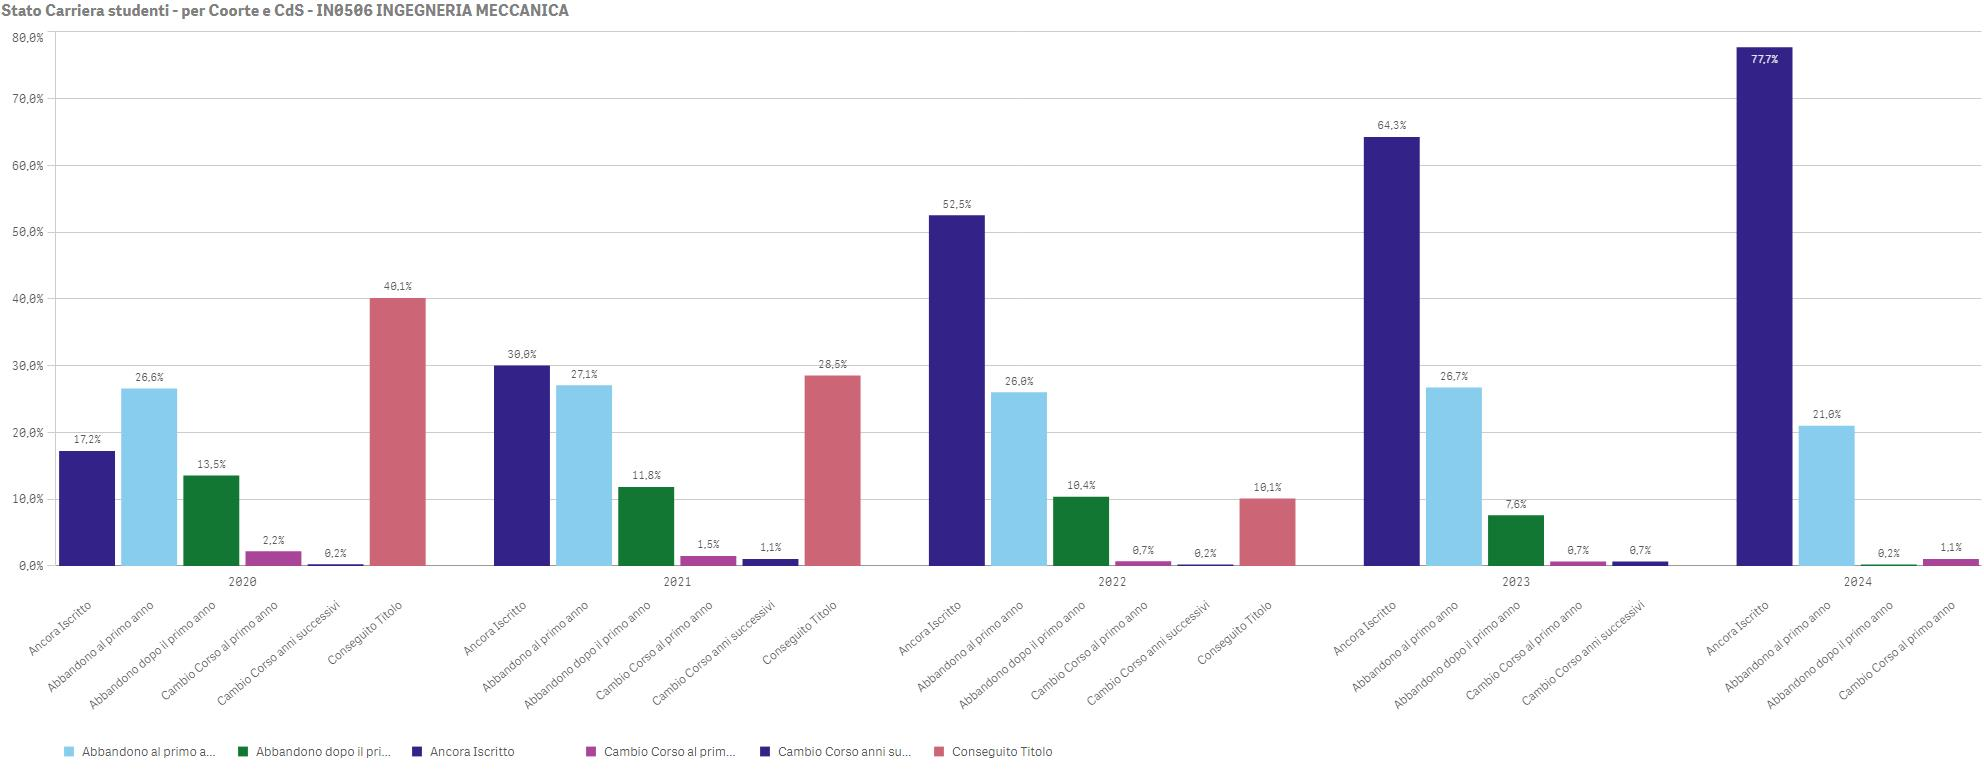 Stato Carriera studenti - per Coorte e CdS - IN0506 INGEGNERIA MECCANICA
80,0%
70,0%
60,0%
50,0%
40,0%
30,0%
20,0%
10,0%
0,0%
17,2%
26,6%
13,5%
2,2%
0,2%
40,1%
30,0%
27,1%
11,8%
1,5%
1,1%
28,5%
52,5%
26,0%
10,4%
0,7%
0,2%
10,1%
64,3%
26,7%
7,6%
0,7%
0,7%
77,7%
21,0%
0,2%
1,1%
2020
2021
2022
2023
2024
Ancora Iscritto
Abbandono al primo anno
Abbandono dopo il primo anno
Cambio Corso al primo anno
Cambio Corso anni successivi
Conseguito Titolo
Ancora Iscritto
Abbandono al primo anno
Abbandono dopo il primo anno
Cambio Corso al primo anno
Cambio Corso anni successivi
Conseguito Titolo
Ancora Iscritto
Abbandono al primo anno
Abbandono dopo il primo anno
Cambio Corso al primo anno
Cambio Corso anni successivi
Conseguito Titolo
Ancora Iscritto
Abbandono al primo anno
Abbandono dopo il primo anno
Cambio Corso al primo anno
Cambio Corso anni successivi
Ancora Iscritto
Abbandono al primo anno
Abbandono dopo il primo anno
Cambio Corso al primo anno
Abbandono al primo a...
Abbandono dopo il pri...
Ancora Iscritto
Cambio Corso al prim...
Cambio Corso anni su...
Conseguito Titolo